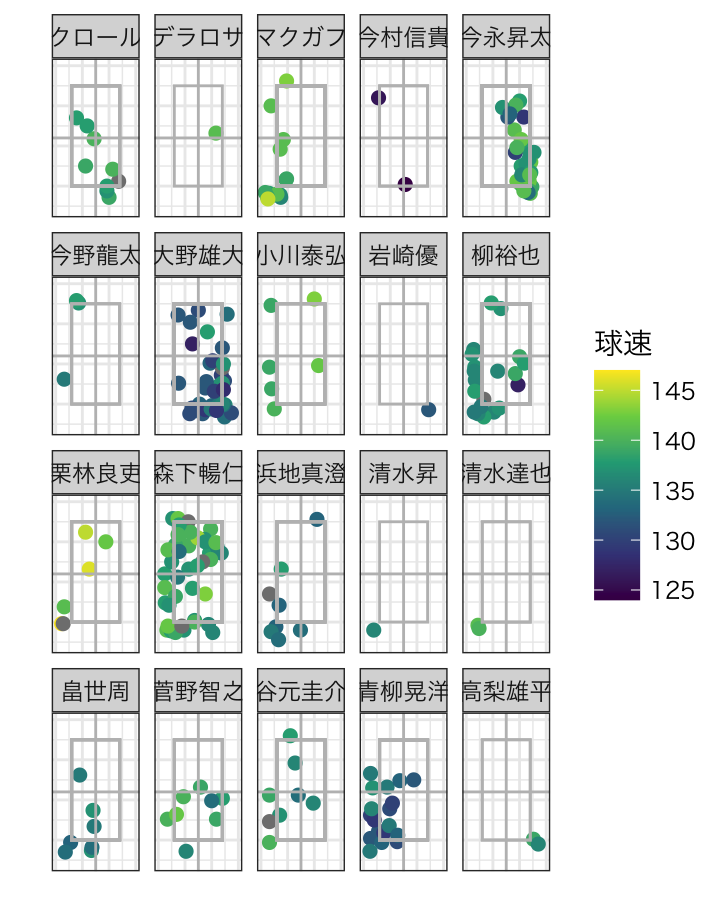 クロール
デラロサ
マクガフ
今村信貴
今永昇太
今野龍太
大野雄大
小川泰弘
岩崎優
柳裕也
球速
145
140
135
130
125
栗林良吏
森下暢仁
浜地真澄
清水昇
清水達也
畠世周
菅野智之
谷元圭介
青柳晃洋
高梨雄平